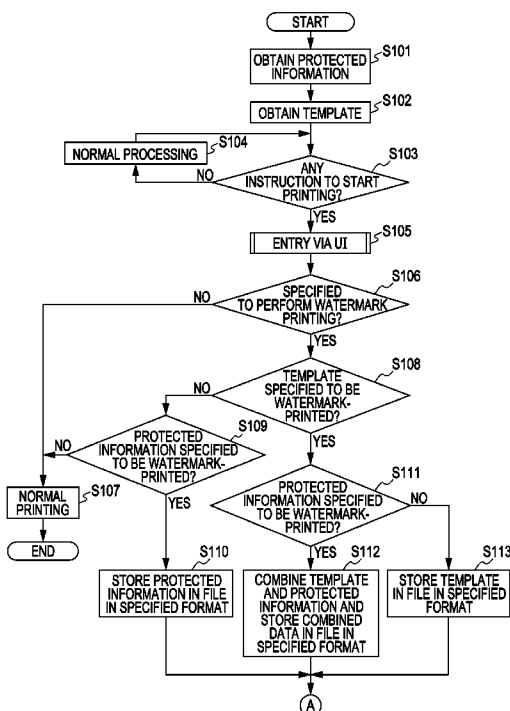 START
S101
OBTAIN PROTECTED
INFORMATION
S102
OBTAIN TEMPLATE
S104
NORMAL PROCESSING
S103
ANY
INSTRUCTION TO START
PRINTING?
NO
YES
S105
ENTRY VIA UI
S106
SPECIFIED
TO PERFORM WATERMARK
PRINTING?
NO
YES
S108
TEMPLATE
SPECIFIED TO BE
WATERMARK-
PRINTED?
NO
YES
S109
PROTECTED
INFORMATION SPECIFIED
TO BE WATERMARK-
PRINTED?
NO
YES
S111
PROTECTED
INFORMATION SPECIFIED
TO BE WATERMARK-
PRINTED?
NO
YES
S107
NORMAL
PRINTING
END
S110
STORE PROTECTED
INFORMATION IN FILE
IN SPECIFIED FORMAT
S112
COMBINE TEMPLATE
AND PROTECTED
INFORMATION AND
STORE COMBINED
DATA IN FILE IN
SPECIFIED FORMAT
S113
STORE TEMPLATE
IN FILE IN SPECIFIED
FORMAT
A